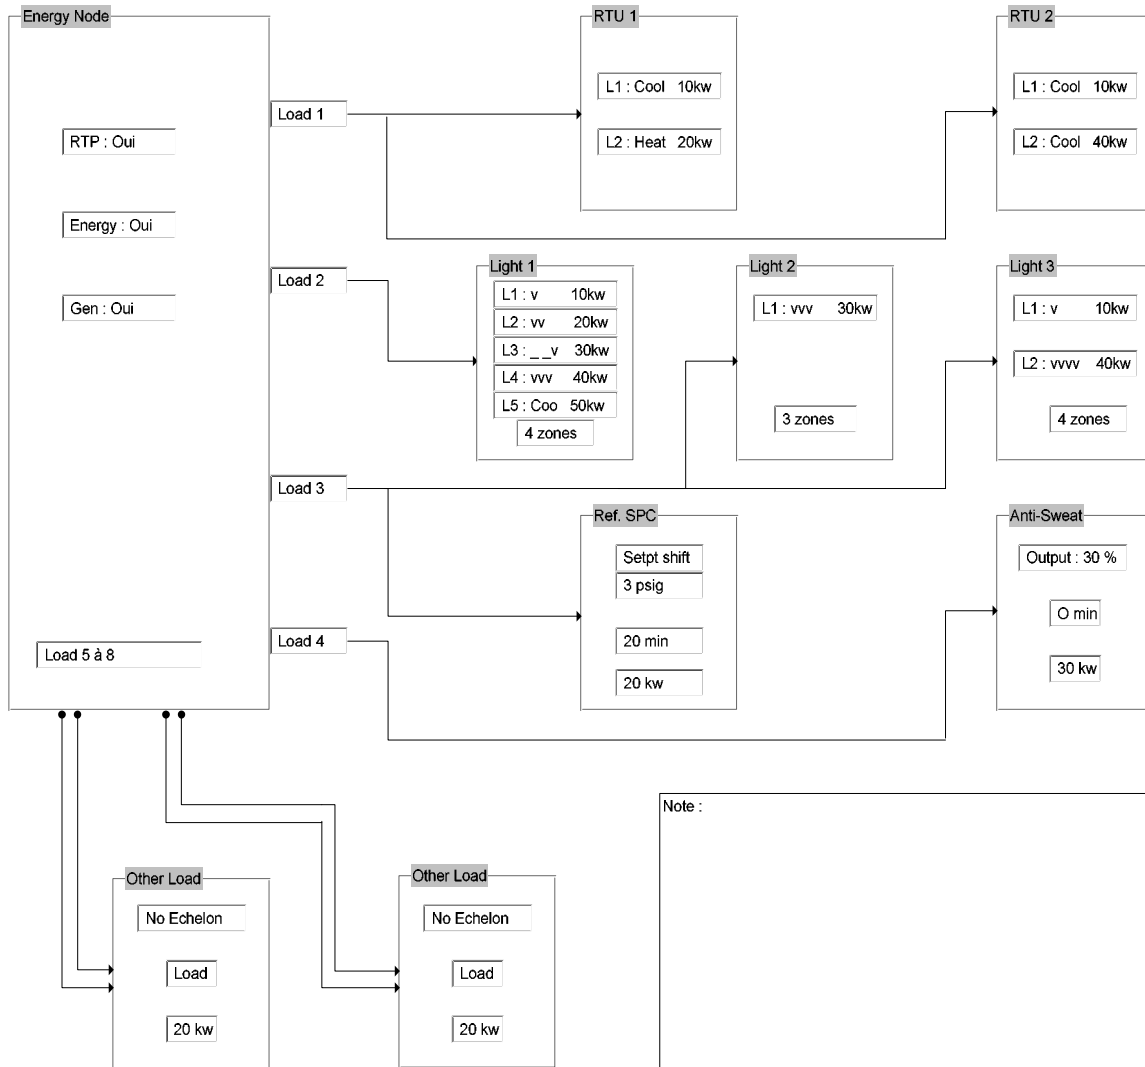 Energy Node
RTP : Oui
Energy : Oui
Gen : Oui
Load 5 à 8
Load 1
Load 2
Load 3
Load 4
RTU 1
L1 : Cool 10kw
L2 : Heat 20kw
RTU 2
L1 : Cool 10kw
L2 : Cool 40kw
Light 1
L1 : v 10kw
L2 : vv 20kw
L3 : _ _v 30kw
L4 : vvv 40kw
L5 : Coo 50kw
4 zones
Light 2
L1 : vvv 30kw
3 zones
Light 3
L1 : v 10kw
L2 : vvvv 40kw
4 zones
Ref. SPC
Setpt shift
3 psig
20 min
20 kw
Anti-Sweat
Output : 30 %
O min
30 kw
Other Load
No Echelon
Load
20 kw
Other Load
No Echelon
Load
20 kw
Note :